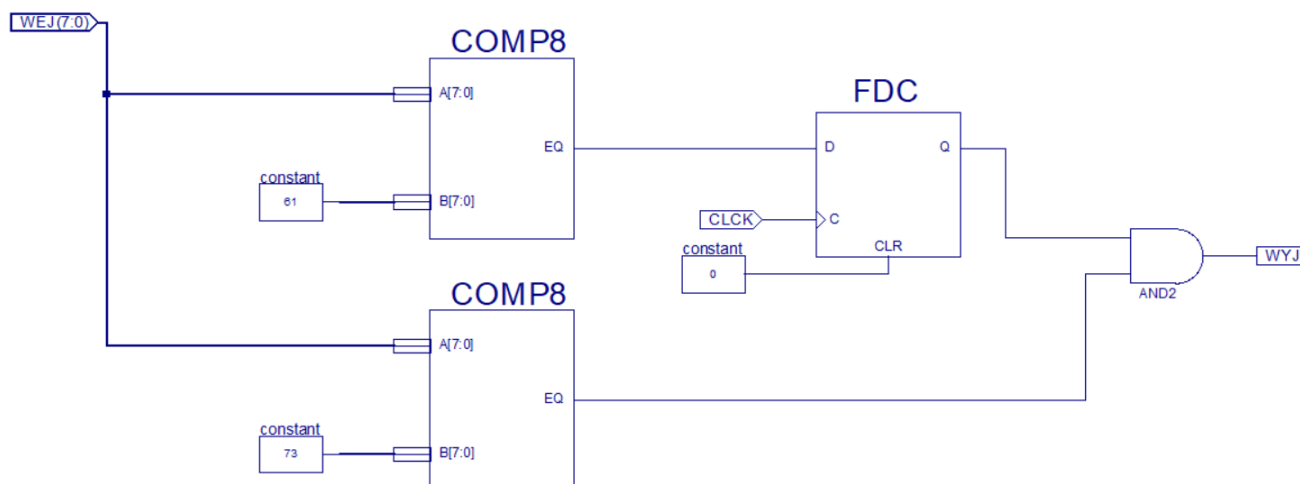 WEJ(7:0)
COMP8
A[7:0]
EQ
constant
61
B[7:0]
FDC
D
Q
CLCK
C
CLR
constant
0
AND2
WYJ
COMP8
A[7:0]
EQ
constant
73
B[7:0]